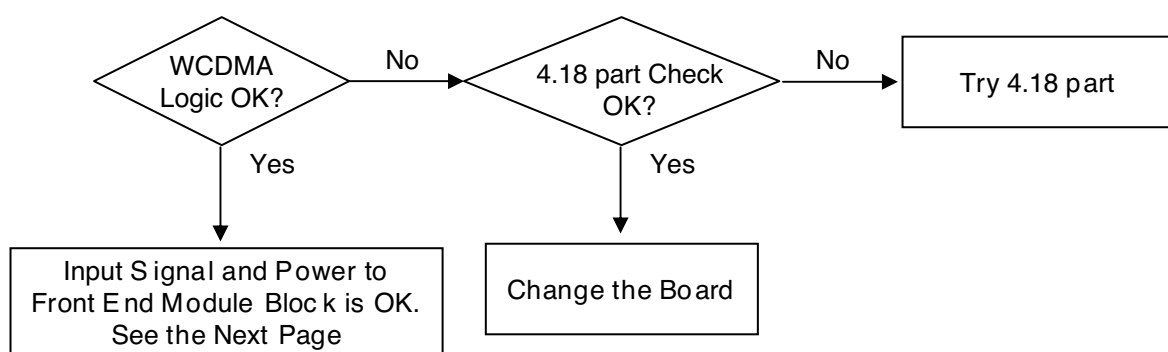 WCDMA
Logic OK?
No
4.18 part Check
OK?
No
Try 4.18 part
Yes
Yes
Input Signal and Power to
Front End Module Block is OK.
See the Next Page
Change the Board